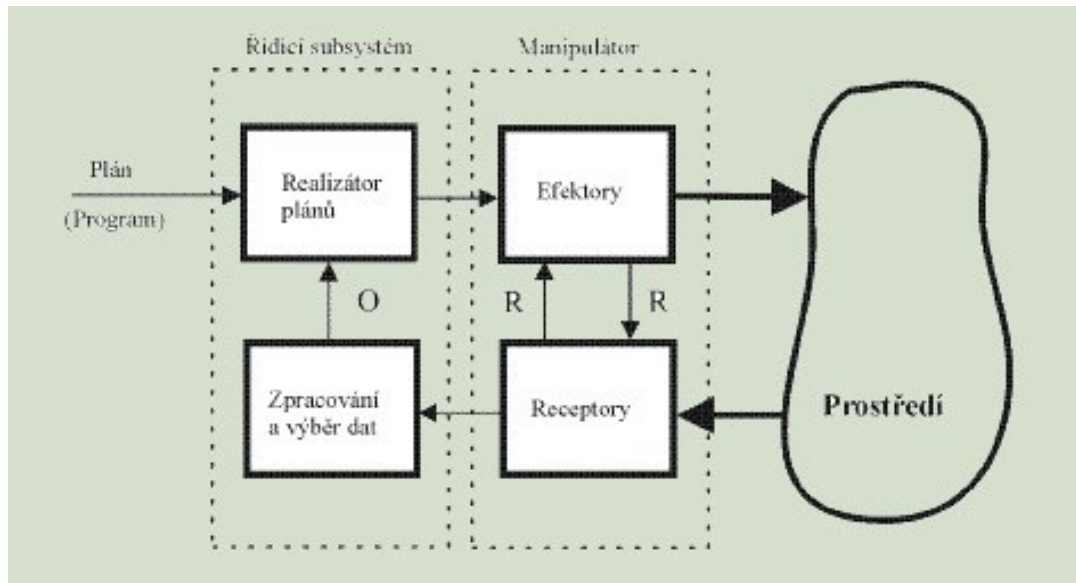 Řídicí subsystém
Manipulátor
Plán
(Program)
Realizátor
plánů
Efektory
O
R
R
Zpracování
a výběr dat
Receptory
Prostředí